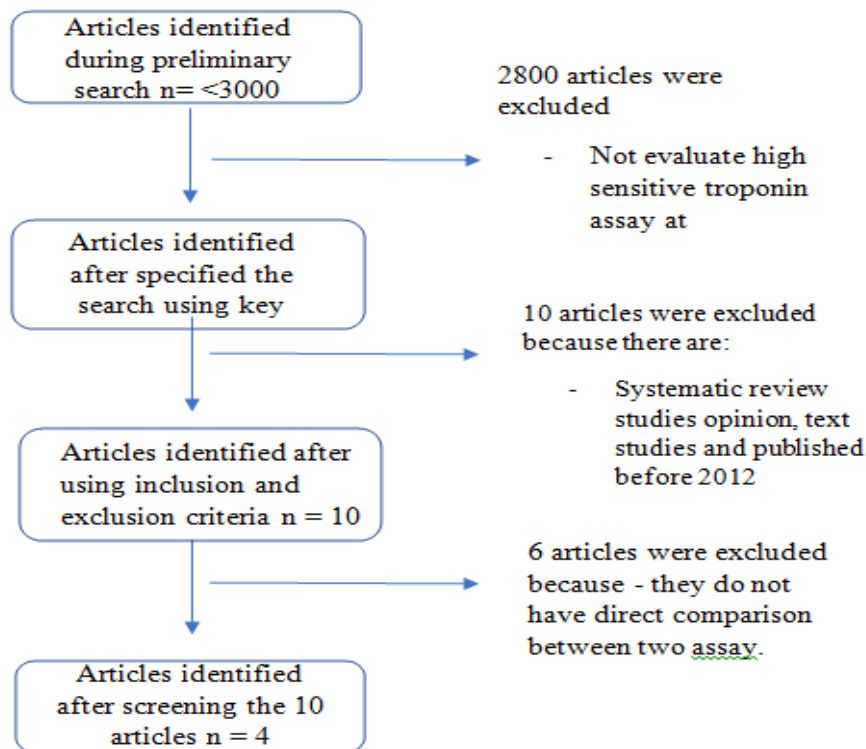 Articles identified
during preliminary
search n= <3000
2800 articles were
excluded
- Not evaluate high
sensitive troponin
assay at
Articles identified
after specified the
search using key
10 articles were excluded
because there are:
- Systematic review
studies opinion, text
studies and published
before 2012
Articles identified after
using inclusion and
exclusion criteria n = 10
6 articles were excluded
because - they do not
have direct comparison
between two assay.
Articles identified
after screening the 10
articles n = 4